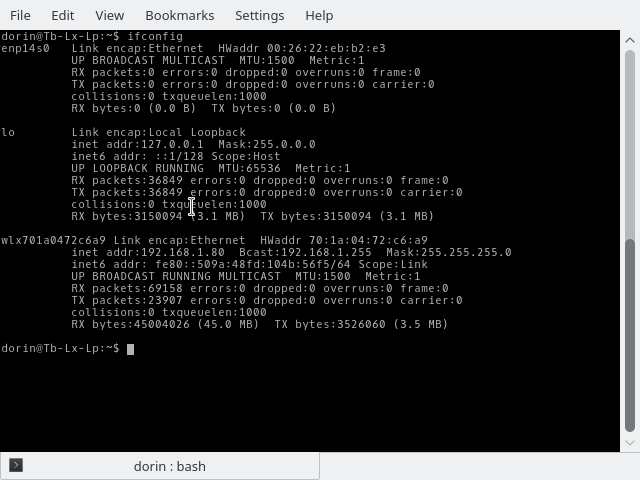 File Edit View Bookmarks Settings Help
dorin@Tb-Lx-Lp:~$ ifconfig
enp14s0   Link encap:Ethernet  HWaddr 00:26:22:eb:b2:e3
          UP BROADCAST MULTICAST  MTU:1500  Metric:1
          RX packets:0 errors:0 dropped:0 overruns:0 frame:0
          TX packets:0 errors:0 dropped:0 overruns:0 carrier:0
          collisions:0 txqueuelen:1000
          RX bytes:0 (0.0 B)  TX bytes:0 (0.0 B)
lo        Link encap:Local Loopback
          inet addr:127.0.0.1  Mask:255.0.0.0
          inet6 addr: ::1/128 Scope:Host
          UP LOOPBACK RUNNING  MTU:65536  Metric:1
          RX packets:36849 errors:0 dropped:0 overruns:0 frame:0
          TX packets:36849 errors:0 dropped:0 overruns:0 carrier:0
          collisions:0 txqueuelen:1000
          RX bytes:3150094 (3.1 MB)  TX bytes:3150094 (3.1 MB)
wlx701a0472c6a9 Link encap:Ethernet  HWaddr 70:1a:04:72:c6:a9
          inet addr:192.168.1.80  Bcast:192.168.1.255  Mask:255.255.255.0
          inet6 addr: fe80::509a:48fd:104b:56f5/64 Scope:Link
          UP BROADCAST RUNNING MULTICAST  MTU:1500  Metric:1
          RX packets:69158 errors:0 dropped:0 overruns:0 frame:0
          TX packets:23907 errors:0 dropped:0 overruns:0 carrier:0
          collisions:0 txqueuelen:1000
          RX bytes:45004026 (45.0 MB)  TX bytes:3526060 (3.5 MB)
dorin@Tb-Lx-Lp:~$
dorin : bash